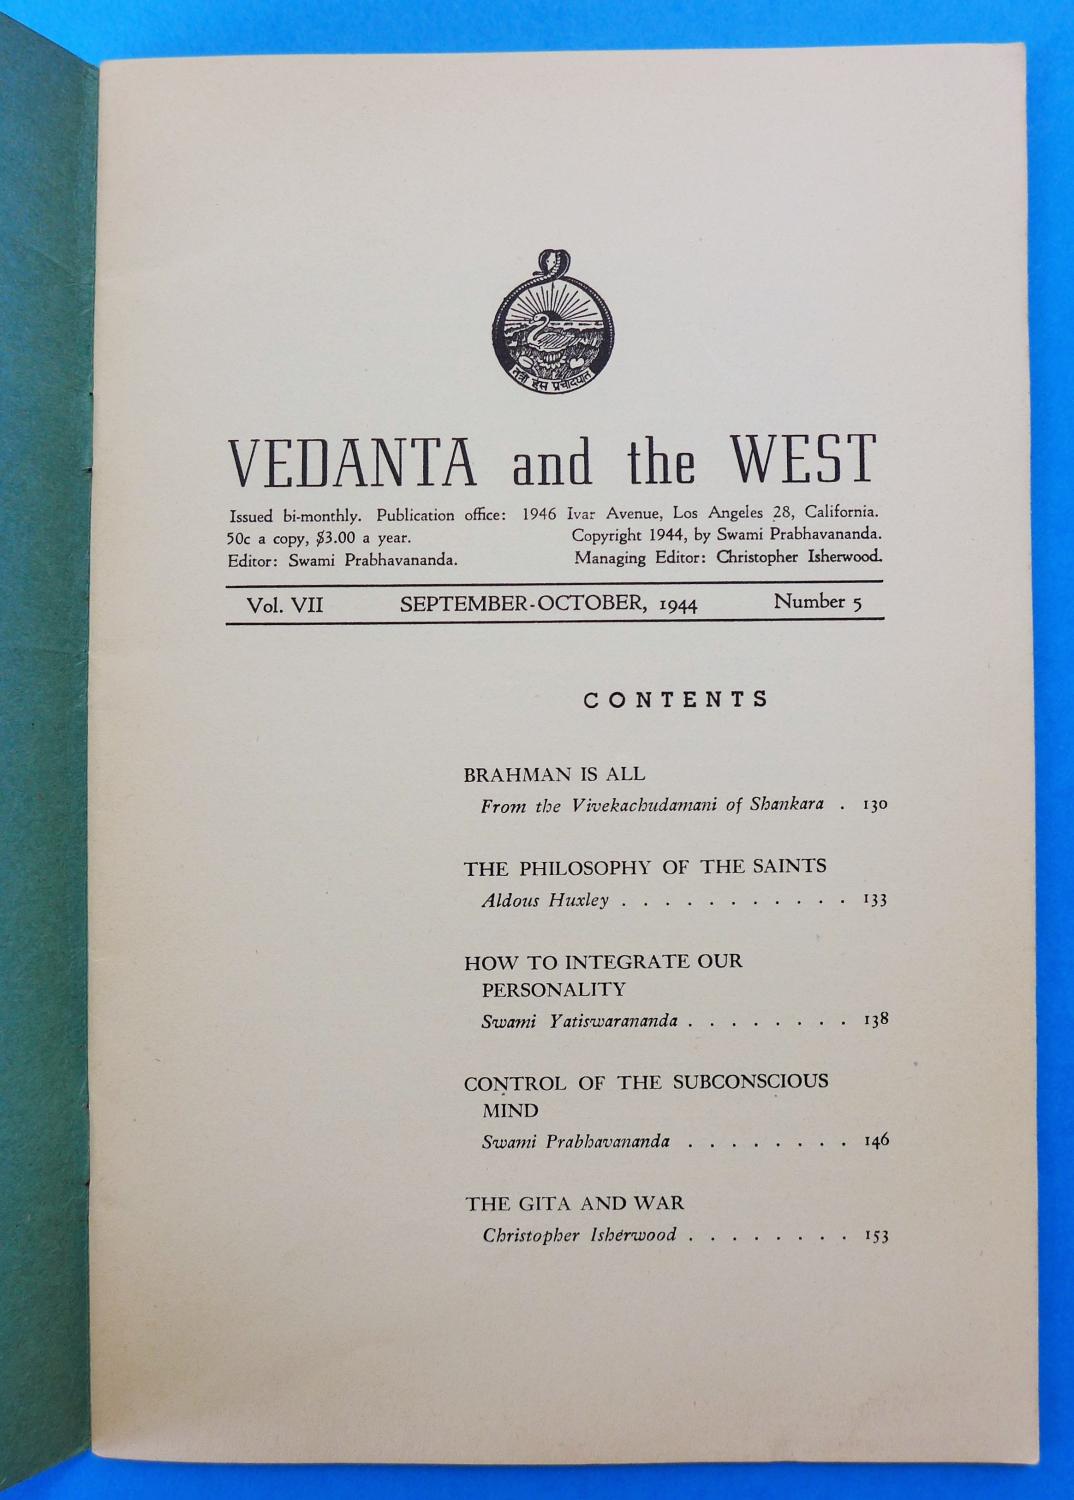 तन्नो हंसः प्रचोदयात्
VEDANTA and the WEST
Issued bi-monthly. Publication office: 1946 Ivar Avenue, Los Angeles 28, California.
50c a copy, $3.00 a year. Copyright 1944, by Swami Prabhavananda.
Editor: Swami Prabhavananda. Managing Editor: Christopher Isherwood.
Vol. VII SEPTEMBER-OCTOBER, 1944 Number 5
CONTENTS
BRAHMAN IS ALL
From the Vivekachudamani of Shankara . 130
THE PHILOSOPHY OF THE SAINTS
Aldous Huxley . . . . . . . . . . . 133
HOW TO INTEGRATE OUR
PERSONALITY
Swami Yatiswarananda . . . . . . . . 138
CONTROL OF THE SUBCONSCIOUS
MIND
Swami Prabhavananda . . . . . . . . 146
THE GITA AND WAR
Christopher Isherwood . . . . . . . . 153